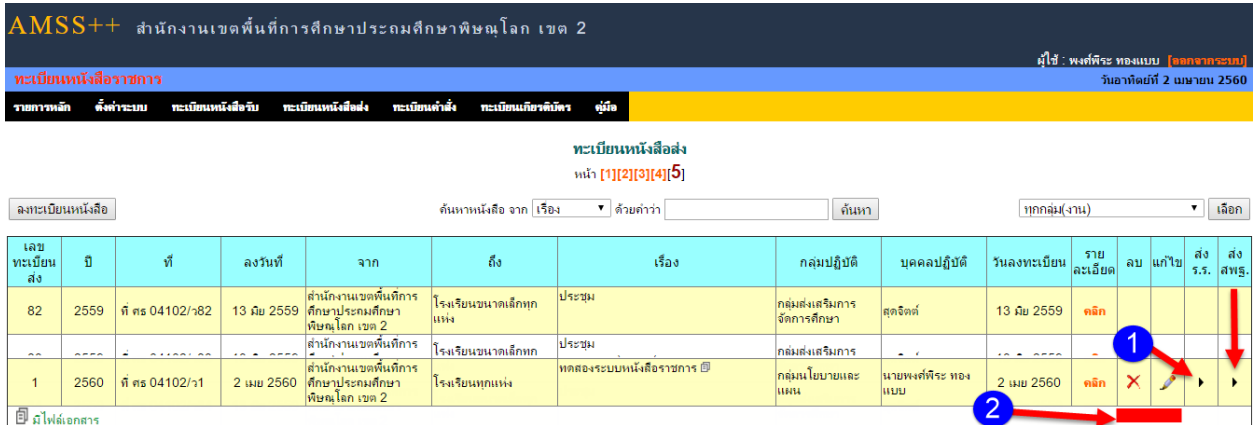 AMSS++ สำนักงานเขตพื้นที่การศึกษาประถมศึกษาพิษณุโลก เขต 2
ผู้ใช้ : พงศ์พีระ ทองแบบ [ออกจากระบบ]
ทะเบียนหนังสือราชการ วันอาทิตย์ที่ 2 เมษายน 2560
รายการหลัก ตั้งค่าระบบ ทะเบียนหนังสือรับ ทะเบียนหนังสือส่ง ทะเบียนคำสั่ง ทะเบียนเกียรติบัตร คู่มือ
ทะเบียนหนังสือส่ง
หน้า [1][2][3][4][5]
ลงทะเบียนหนังสือ ค้นหาหนังสือ จาก เรื่อง ด้วยคำว่า ค้นหา ทุกกลุ่ม(งาน) เลือก
เลข
ทะเบียน
ส่ง
ปี
ที่
ลงวันที่
จาก
ถึง
เรื่อง
กลุ่มปฏิบัติ
บุคคลปฏิบัติ
วันลงทะเบียน
ราย
ละเอียด
ลบ
แก้ไข
ส่ง
ร.ร.
ส่ง
สพฐ.
82
2559
ที่ ศธ 04102/ว82
13 มิย 2559
สำนักงานเขตพื้นที่การ
ศึกษาประถมศึกษา
พิษณุโลก เขต 2
โรงเรียนขนาดเล็กทุก
แห่ง
ประชุม
กลุ่มส่งเสริมการ
จัดการศึกษา
สุดจิตต์
13 มิย 2559
คลิก
สำนักงานเขตพื้นที่การ
โรงเรียนขนาดเล็กทุก
ประชุม
กลุ่มส่งเสริมการ
1
1
2560
ที่ ศธ 04102/ว1
2 เมย 2560
สำนักงานเขตพื้นที่การ
ศึกษาประถมศึกษา
พิษณุโลก เขต 2
โรงเรียนทุกแห่ง
ทดสองระบบหนังสือราชการ
กลุ่มนโยบายและ
แผน
นายพงศ์พีระ ทอง
แบบ
2 เมย 2560
คลิก
2
มีไฟล์เอกสาร